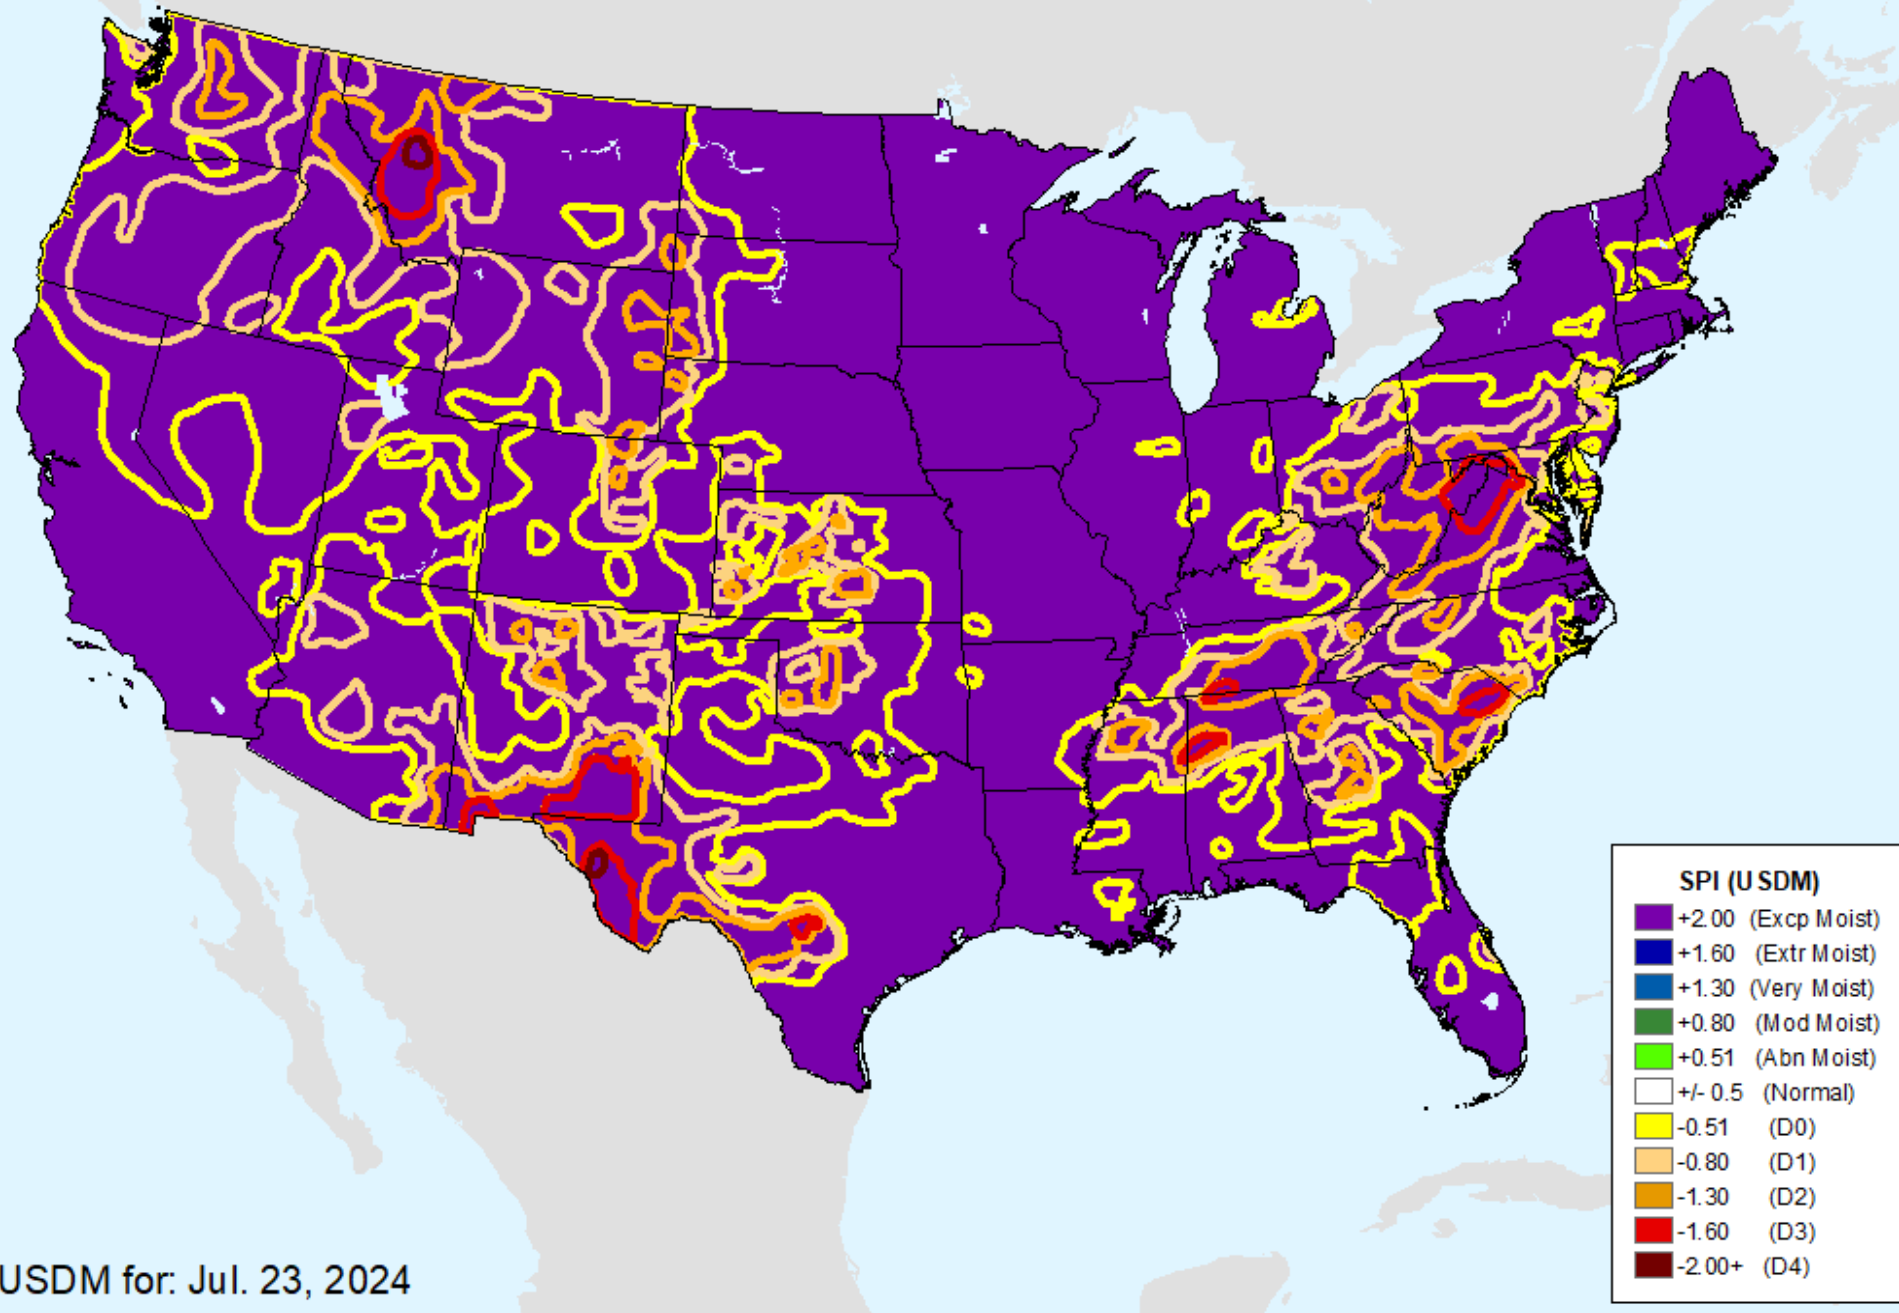 SPI (USDM)
+2.00 (Excp Moist)
+1.60 (Extr Moist)
+1.30 (Very Moist)
+0.80 (Mod Moist)
+0.51 (Abn Moist)
+/- 0.5 (Normal)
-0.51 (D0)
-0.80 (D1)
-1.30 (D2)
-1.60 (D3)
-2.00+ (D4)
USDM for: Jul. 23, 2024